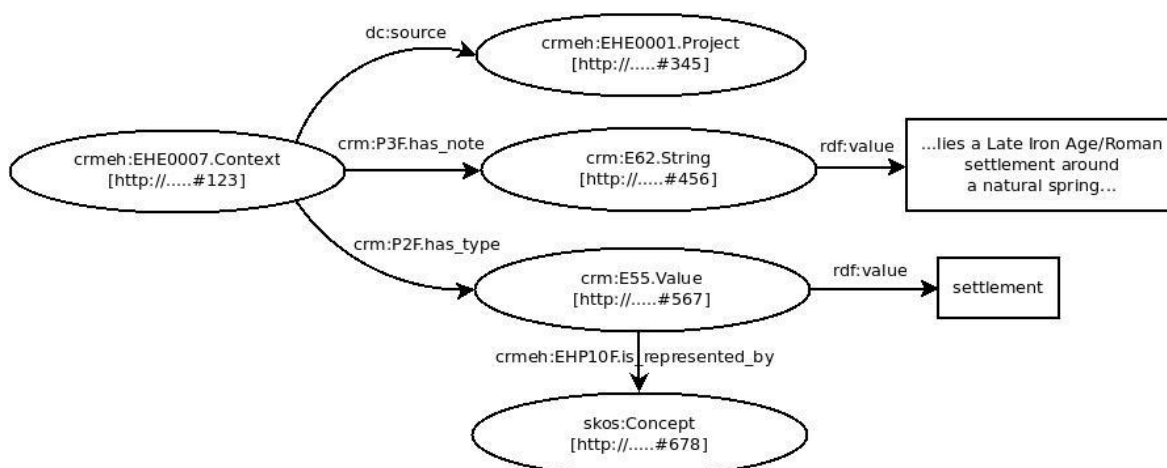 dc:source
crmeh:EHE0001.Project
[http://.....#345]
crmeh:EHE0007.Context
[http://.....#123]
crm:P3F.has_note
crm:E62.String
[http://.....#456]
rdf:value
...lies a Late Iron Age/Roman
settlement around
a natural spring...
crm:P2F.has_type
crm:E55.Value
[http://.....#567]
rdf:value
settlement
crmeh:EHP10F.is_represented_by
skos:Concept
[http://.....#678]